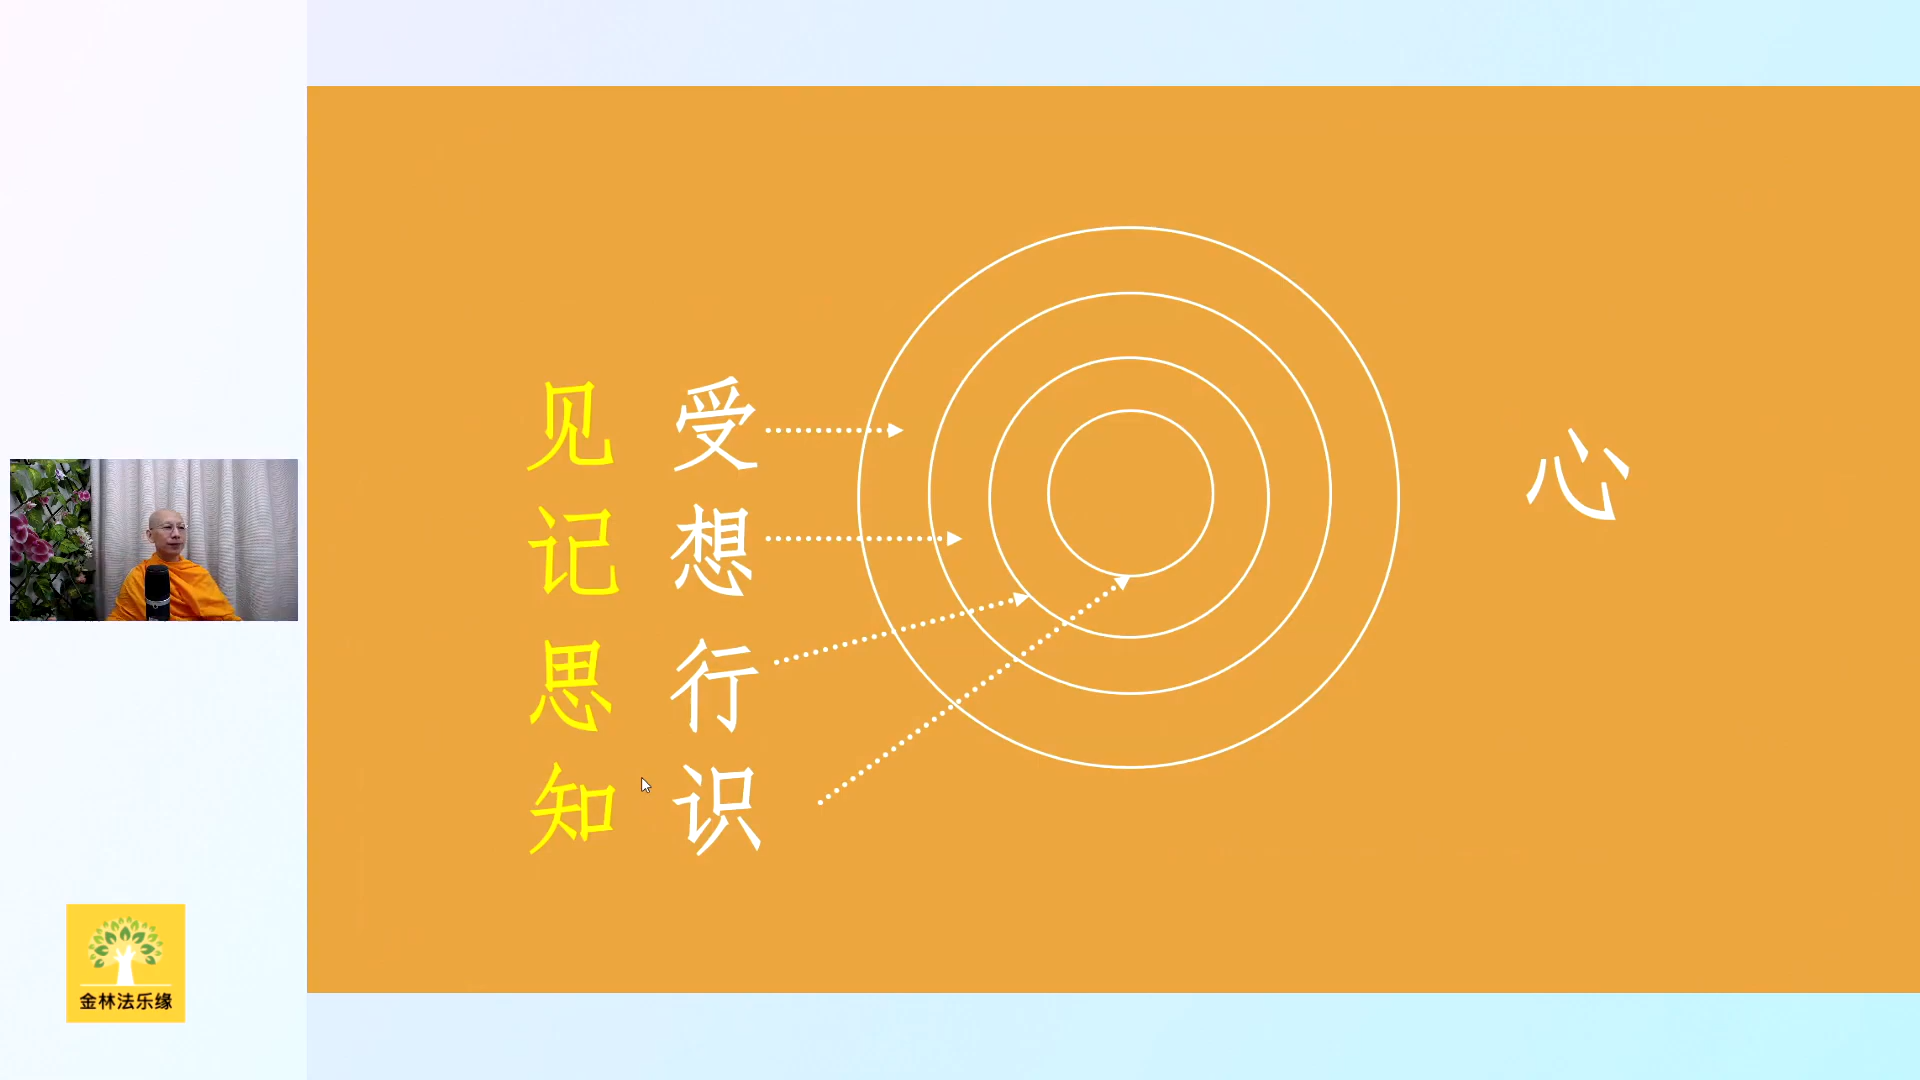 见 受
记 想
思 行
知 识
心
金林法乐缘